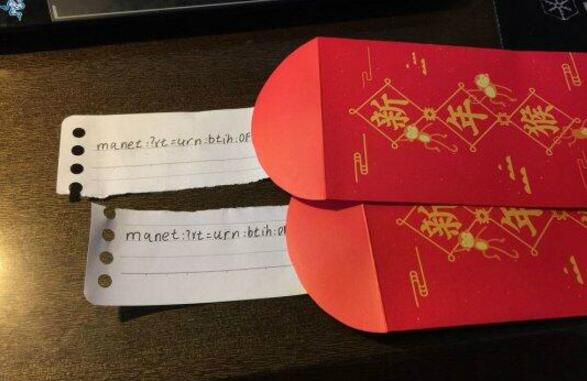 manet:?xt=urn:btih:0F
新年猴
manet:?xt=urn:btih:0
新年